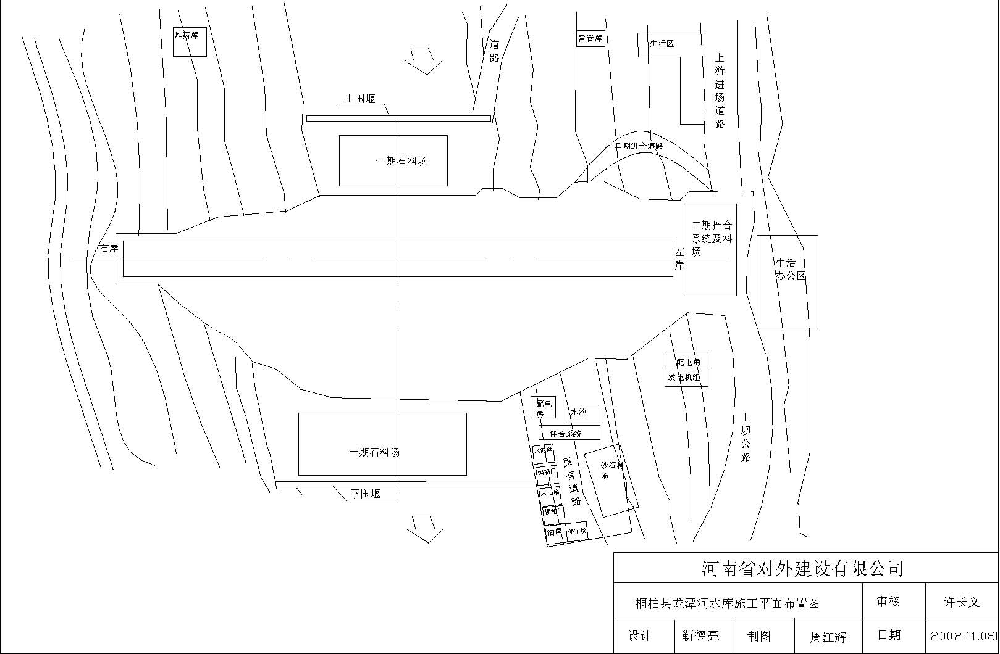 炸药库
道
路
雷管库
生活区
上
游
进
场
道
路
上围堰
二期进仓道路
一期石料场
二期拌合
系统及料
场
右岸
左
岸
生活
办公区
配电房
发电机组
配电
房
水池
上
坝
公
路
拌合系统
水泥库
一期石料场
原
有
道
路
砂石料
场
钢筋厂
木工场
下围堰
预制厂
油库
停车场
河南省对外建设有限公司
桐柏县龙潭河水库施工平面布置图
审核
许长义
设计
靳德亮
制图
周江辉
日期
2002.11.08